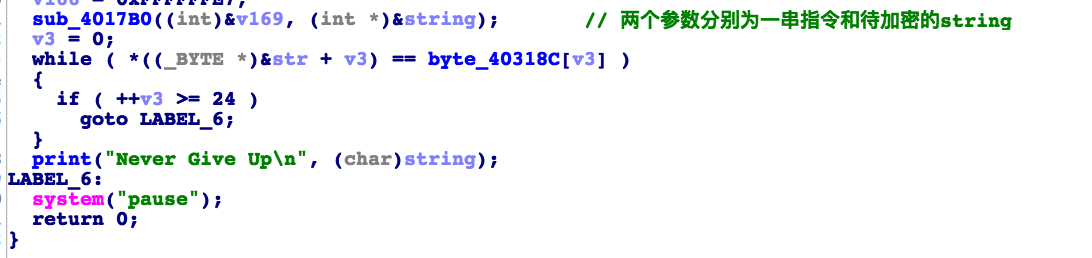 sub_4017B0((int)&v169, (int *)&string); // 两个参数分别为一串指令和待加密的string
v3 = 0;
while ( *((_BYTE *)&str + v3) == byte_40318C[v3] )
{
if ( ++v3 >= 24 )
goto LABEL_6;
}
print("Never Give Up\n", (char)string);
LABEL_6:
system("pause");
return 0;
}